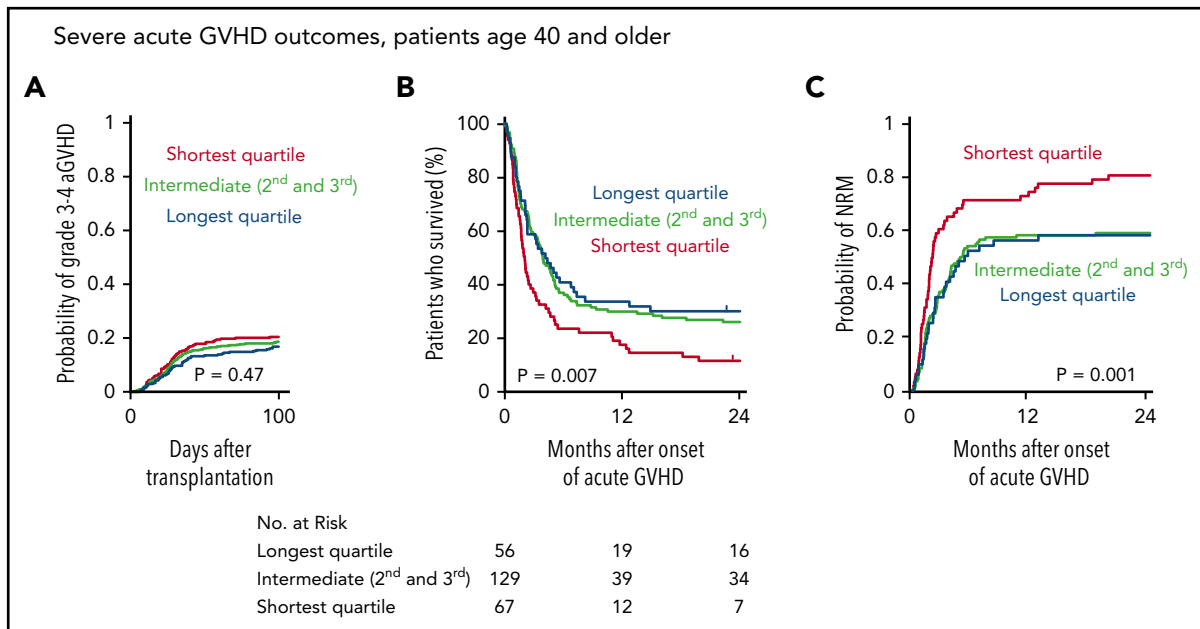 Severe acute GVHD outcomes, patients age 40 and older
A
Probability of grade 3-4 aGVHD
1
0.8
0.6
0.4
0.2
0
Shortest quartile
Intermediate (2nd and 3rd)
Longest quartile
P = 0.47
0
100
Days after
transplantation
B
Patients who survived (%)
100
80
60
40
20
0
Longest quartile
Intermediate (2nd and 3rd)
Shortest quartile
P = 0.007
0
12
24
Months after onset
of acute GVHD
C
Probability of NRM
1
0.8
0.6
0.4
0.2
0
Shortest quartile
Intermediate (2nd and 3rd)
Longest quartile
P = 0.001
0
12
24
Months after onset
of acute GVHD
No. at Risk
Longest quartile 56 19 16
Intermediate (2nd and 3rd) 129 39 34
Shortest quartile 67 12 7